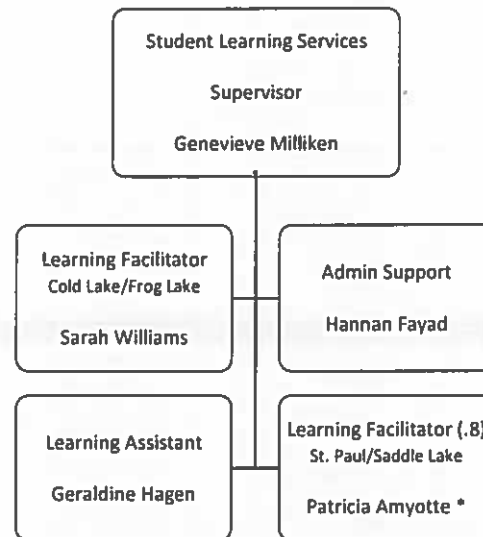 Student Learning Services
Supervisor
Genevieve Milliken
Learning Facilitator
Cold Lake/Frog Lake
Sarah Williams
Admin Support
Hannan Fayad
Learning Assistant
Geraldine Hagen
Learning Facilitator (.8)
St. Paul/Saddle Lake
Patricia Amyotte *